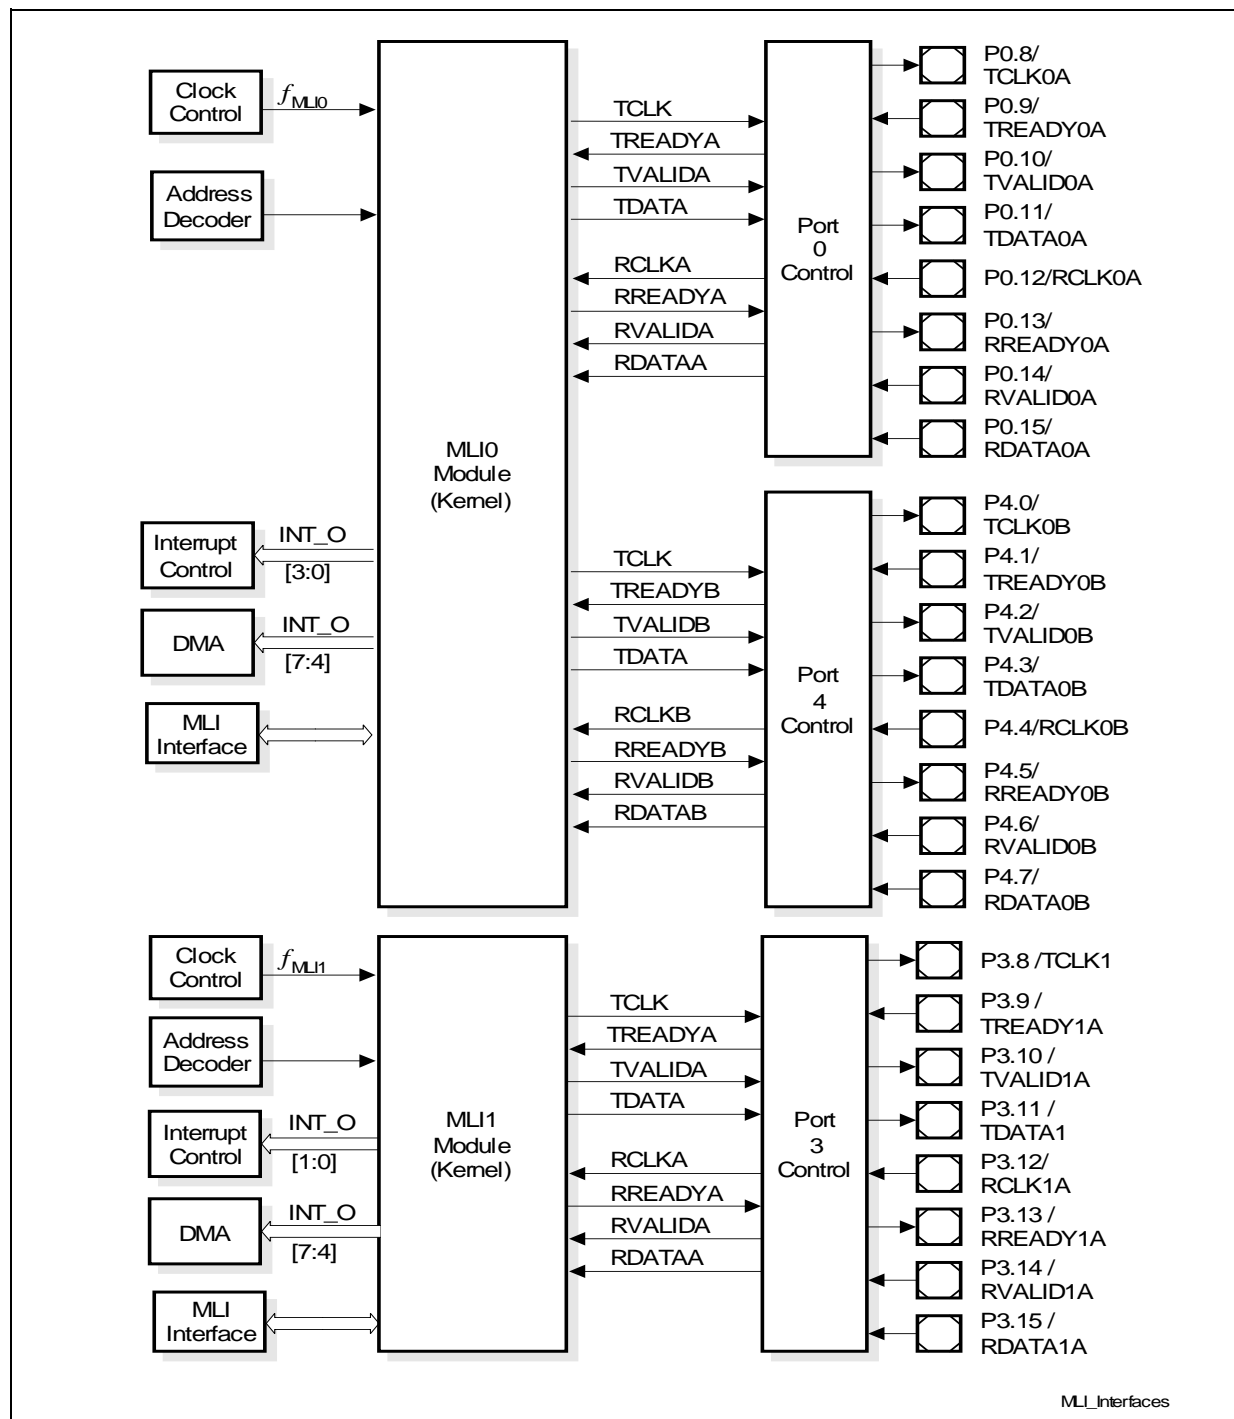 Clock
Control
fMLI0
Address
Decoder
MLI0
Module
(Kernel)
Interrupt
Control
INT_O
[3:0]
DMA
INT_O
[7:4]
MLI
Interface
TCLK
TREADYA
TVALIDA
TDATA
RCLKA
RREADYA
RVALIDA
RDATAA
Port
0
Control
P0.8/
TCLK0A
P0.9/
TREADY0A
P0.10/
TVALID0A
P0.11/
TDATA0A
P0.12/RCLK0A
P0.13/
RREADY0A
P0.14/
RVALID0A
P0.15/
RDATA0A
TCLK
TREADYB
TVALIDB
TDATA
RCLKB
RREADYB
RVALIDB
RDATAB
Port
4
Control
P4.0/
TCLK0B
P4.1/
TREADY0B
P4.2/
TVALID0B
P4.3/
TDATA0B
P4.4/RCLK0B
P4.5/
RREADY0B
P4.6/
RVALID0B
P4.7/
RDATA0B
Clock
Control
fMLI1
Address
Decoder
Interrupt
Control
INT_O
[1:0]
DMA
INT_O
[7:4]
MLI
Interface
MLI1
Module
(Kernel)
TCLK
TREADYA
TVALIDA
TDATA
RCLKA
RREADYA
RVALIDA
RDATAA
Port
3
Control
P3.8 /TCLK1
P3.9 /
TREADY1A
P3.10 /
TVALID1A
P3.11 /
TDATA1
P3.12/
RCLK1A
P3.13 /
RREADY1A
P3.14 /
RVALID1A
P3.15 /
RDATA1A
MLI_Interfaces